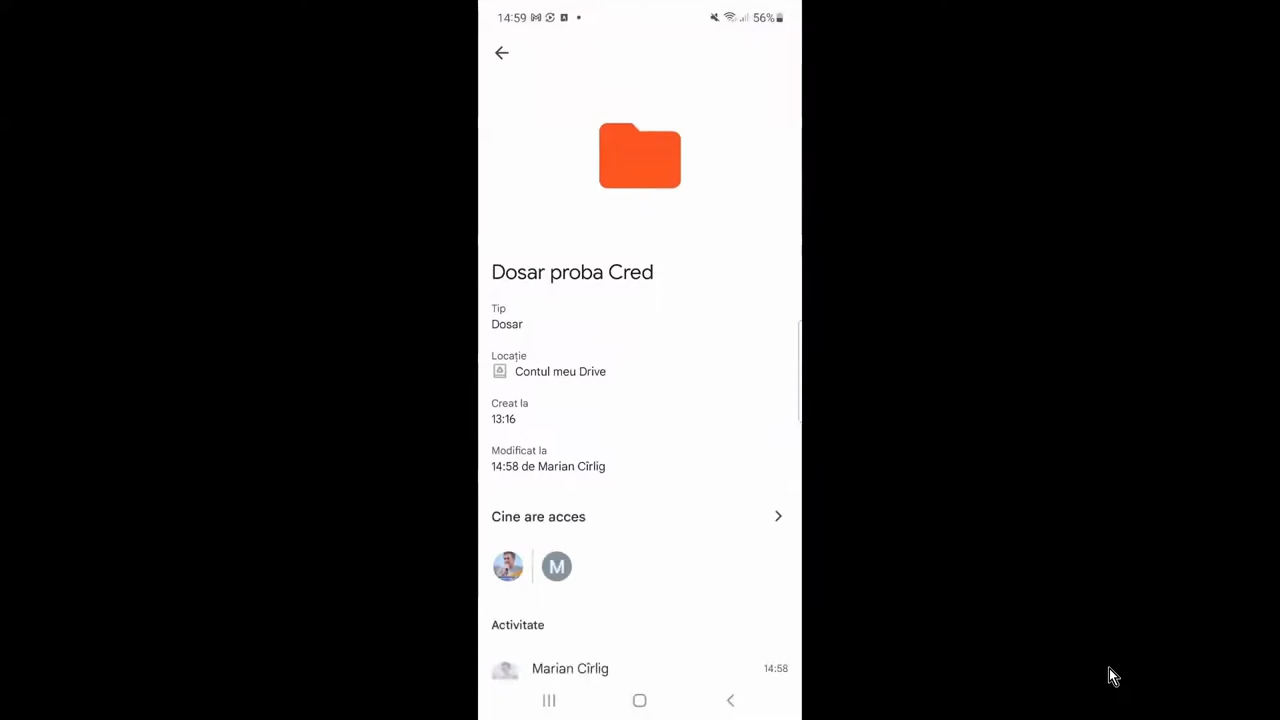 14:59
56%
Dosar proba Cred
Tip
Dosar
Locație
Contul meu Drive
Creat la
13:16
Modificat la
14:58 de Marian Cîrlig
Cine are acces
M
Activitate
Marian Cîrlig 14:58